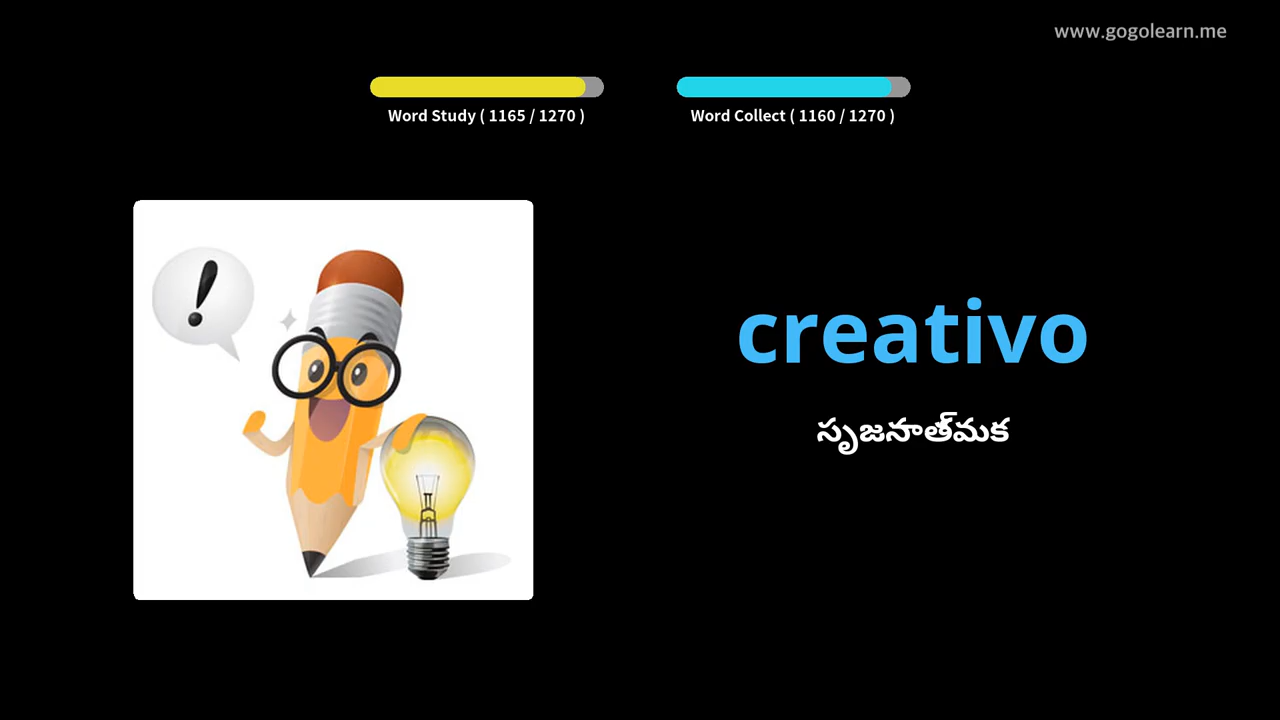 www.gogolearn.me
Word Study ( 1165 / 1270 )
Word Collect ( 1160 / 1270 )
!
creativo
సృజనాత్మక